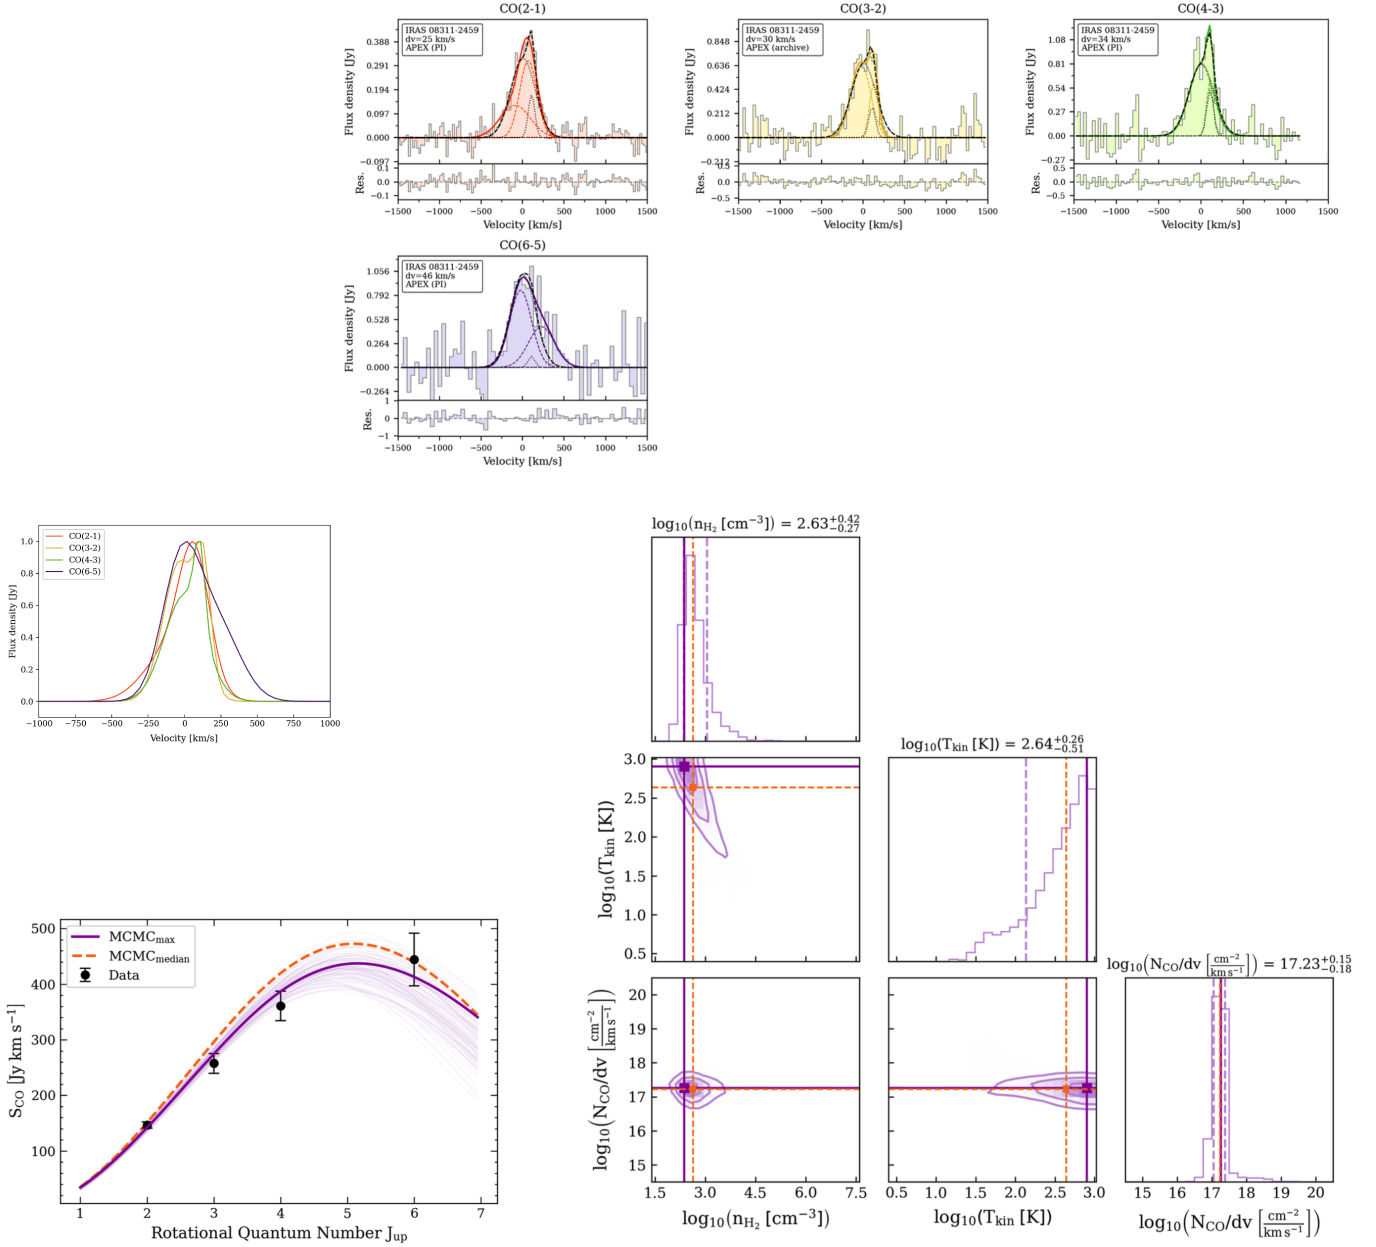 CO(2-1)
IRAS 08311-2459
dv=25 km/s
APEX (PI)
Flux density [Jy]
0.388
0.291
0.194
0.097
0.000
−0.097
Res.
0.1
0.0
−0.1
−1500 −1000 −500 0 500 1000 1500
Velocity [km/s]
CO(3-2)
IRAS 08311-2459
dv=30 km/s
APEX (archive)
Flux density [Jy]
0.848
0.636
0.424
0.212
0.000
−0.212
Res.
0.5
0.0
−0.5
−1500 −1000 −500 0 500 1000 1500
Velocity [km/s]
CO(4-3)
IRAS 08311-2459
dv=34 km/s
APEX (PI)
Flux density [Jy]
1.08
0.81
0.54
0.27
0.00
−0.27
Res.
0.5
0.0
−0.5
−1500 −1000 −500 0 500 1000 1500
Velocity [km/s]
CO(6-5)
IRAS 08311-2459
dv=46 km/s
APEX (PI)
Flux density [Jy]
1.056
0.792
0.528
0.264
0.000
−0.264
Res.
1
0
−1
−1500 −1000 −500 0 500 1000 1500
Velocity [km/s]
CO(2-1)
CO(3-2)
CO(4-3)
CO(6-5)
Flux density [Jy]
1.0
0.8
0.6
0.4
0.2
0.0
−1000 −750 −500 −250 0 250 500 750 1000
Velocity [km/s]
MCMC_max
MCMC_median
Data
S_CO [Jy km s⁻¹]
500
400
300
200
100
1 2 3 4 5 6 7
Rotational Quantum Number J_up
log₁₀(n_H₂ [cm⁻³]) = 2.63 +0.42 −0.27
log₁₀(T_kin [K]) = 2.64 +0.26 −0.51
log₁₀(T_kin [K])
3.0
2.5
2.0
1.5
1.0
0.5
log₁₀(N_CO/dv [cm⁻²/km s⁻¹]) = 17.23 +0.15 −0.18
log₁₀(N_CO/dv [cm⁻²/km s⁻¹])
20
19
18
17
16
15
1.5 3.0 4.5 6.0 7.5
log₁₀(n_H₂ [cm⁻³])
0.5 1.0 1.5 2.0 2.5 3.0
log₁₀(T_kin [K])
15 16 17 18 19 20
log₁₀(N_CO/dv [cm⁻²/km s⁻¹])